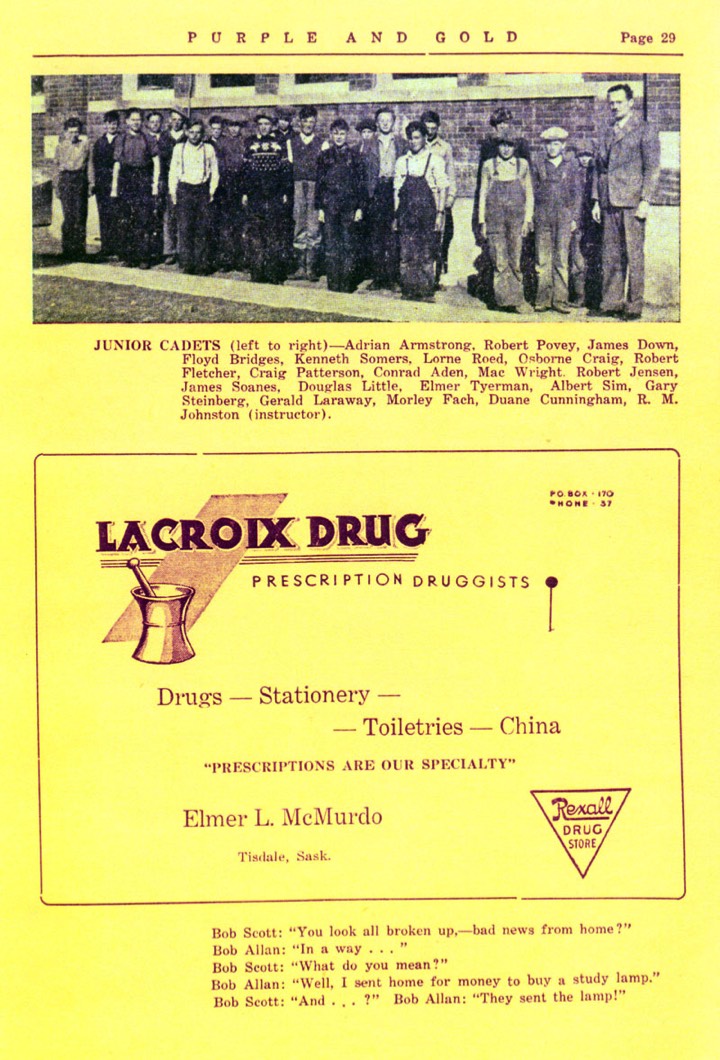 PURPLE AND GOLD Page 29
JUNIOR CADETS (left to right)—Adrian Armstrong, Robert Povey, James Down,
Floyd Bridges, Kenneth Somers, Lorne Roed, Osborne Craig, Robert
Fletcher, Craig Patterson, Conrad Aden, Mac Wright. Robert Jensen,
James Soanes, Douglas Little, Elmer Tyerman, Albert Sim, Gary
Steinberg, Gerald Laraway, Morley Fach, Duane Cunningham, R. M.
Johnston (instructor).
P.O. BOX - 170
PHONE - 37
LACROIX DRUG
PRESCRIPTION DRUGGISTS
Drugs — Stationery —
— Toiletries — China
"PRESCRIPTIONS ARE OUR SPECIALTY"
Elmer L. McMurdo
Tisdale, Sask.
Rexall
DRUG
STORE
Bob Scott: "You look all broken up,—bad news from home?"
Bob Allan: "In a way . . . "
Bob Scott: "What do you mean?"
Bob Allan: "Well, I sent home for money to buy a study lamp."
Bob Scott: "And . . . ?" Bob Allan: "They sent the lamp!"